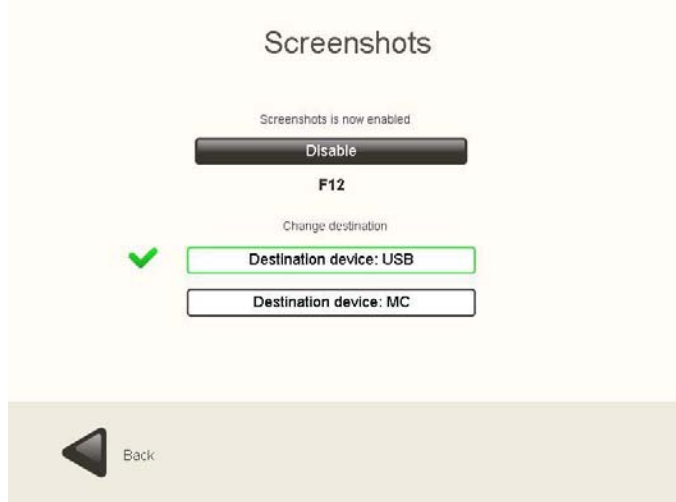 Screenshots
Screenshots is now enabled
Disable
F12
Change destination
Destination device: USB
Destination device: MC
Back